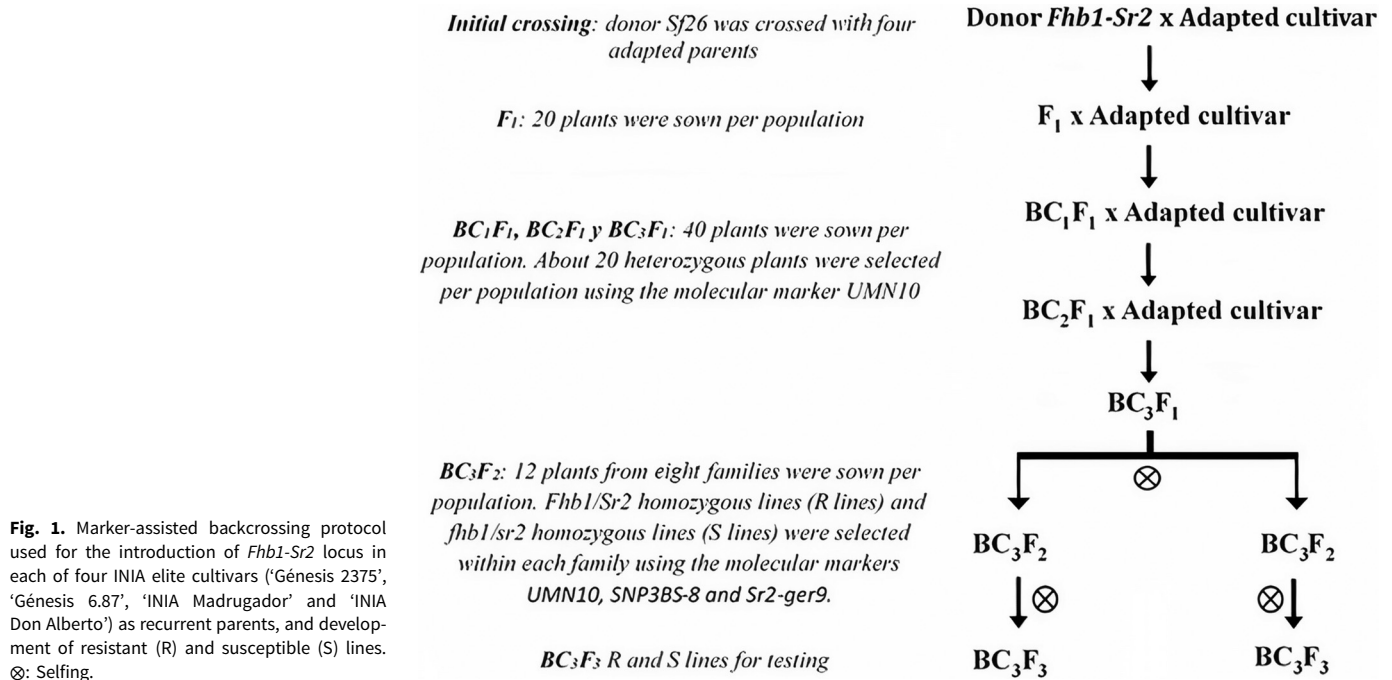 Initial crossing: donor Sf26 was crossed with four
adapted parents
Donor Fhb1-Sr2 x Adapted cultivar
F1: 20 plants were sown per population
F1 x Adapted cultivar
BC1F1, BC2F1 y BC3F1: 40 plants were sown per
population. About 20 heterozygous plants were selected
per population using the molecular marker UMN10
BC1F1 x Adapted cultivar
BC2F1 x Adapted cultivar
BC3F1
BC3F2: 12 plants from eight families were sown per
population. Fhb1/Sr2 homozygous lines (R lines) and
fhb1/sr2 homozygous lines (S lines) were selected
within each family using the molecular markers
UMN10, SNP3BS-8 and Sr2-ger9.
BC3F2
BC3F2
BC3F3 R and S lines for testing
BC3F3
BC3F3
Fig. 1. Marker-assisted backcrossing protocol
used for the introduction of Fhb1-Sr2 locus in
each of four INIA elite cultivars (‘Génesis 2375’,
‘Génesis 6.87’, ‘INIA Madrugador’ and ‘INIA
Don Alberto’) as recurrent parents, and develop-
ment of resistant (R) and susceptible (S) lines.
⊗: Selfing.